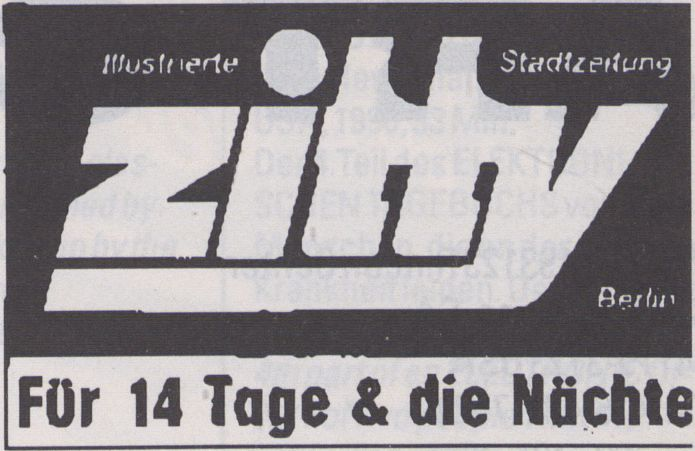 Illustrierte Stadtzeitung
zitty
Berlin
Für 14 Tage & die Nächte